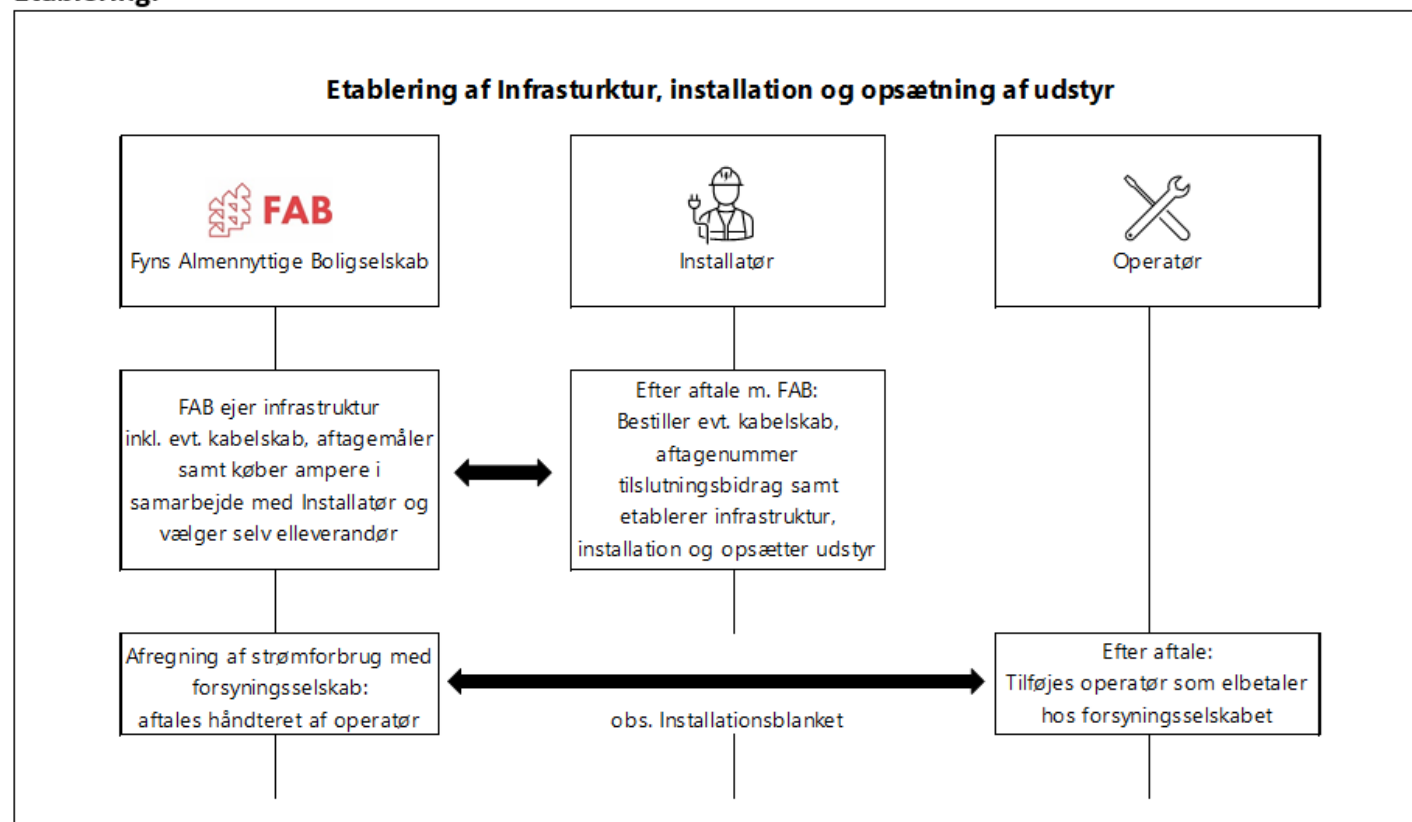 Etablering af Infrasturktur, installation og opsætning af udstyr
FAB
Fyns Almennyttige Boligselskab
Installatør
Operatør
FAB ejer infrastruktur
inkl. evt. kabelskab, aftagemåler
samt køber ampere i
samarbejde med Installatør og
vælger selv elleverandør
Efter aftale m. FAB:
Bestiller evt. kabelskab,
aftagenummer
tilslutningsbidrag samt
etablerer infrastruktur,
installation og opsætter udstyr
Afregning af strømforbrug med
forsyningsselskab:
aftales håndteret af operatør
obs. Installationsblanket
Efter aftale:
Tilføjes operatør som elbetaler
hos forsyningsselskabet